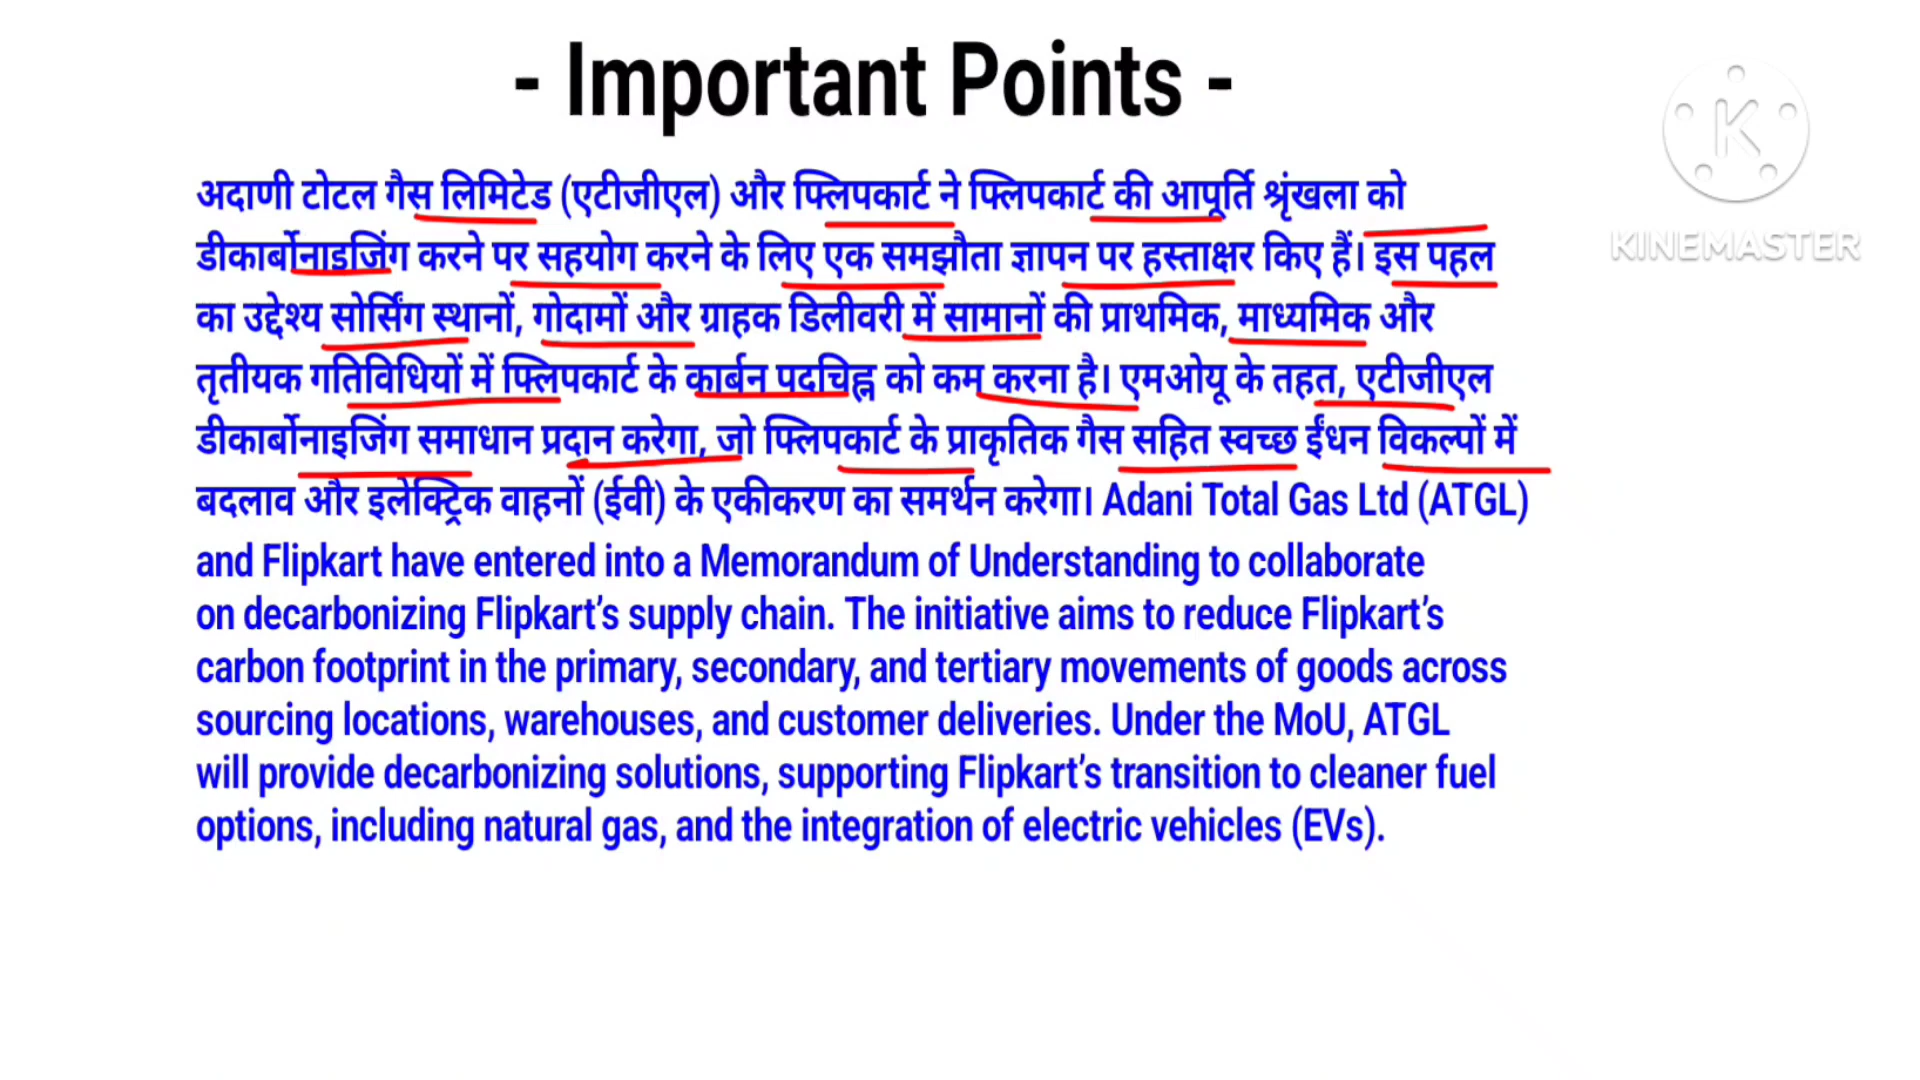 - Important Points -
अदाणी टोटल गैस लिमिटेड (एटीजीएल) और फ्लिपकार्ट ने फ्लिपकार्ट की आपूर्ति श्रृंखला को
डीकार्बोनाइजिंग करने पर सहयोग करने के लिए एक समझौता ज्ञापन पर हस्ताक्षर किए हैं। इस पहल
का उद्देश्य सोर्सिंग स्थानों, गोदामों और ग्राहक डिलीवरी में सामानों की प्राथमिक, माध्यमिक और
तृतीयक गतिविधियों में फ्लिपकार्ट के कार्बन पदचिह्न को कम करना है। एमओयू के तहत, एटीजीएल
डीकार्बोनाइजिंग समाधान प्रदान करेगा, जो फ्लिपकार्ट के प्राकृतिक गैस सहित स्वच्छ ईंधन विकल्पों में
बदलाव और इलेक्ट्रिक वाहनों (ईवी) के एकीकरण का समर्थन करेगा। Adani Total Gas Ltd (ATGL)
and Flipkart have entered into a Memorandum of Understanding to collaborate
on decarbonizing Flipkart’s supply chain. The initiative aims to reduce Flipkart’s
carbon footprint in the primary, secondary, and tertiary movements of goods across
sourcing locations, warehouses, and customer deliveries. Under the MoU, ATGL
will provide decarbonizing solutions, supporting Flipkart’s transition to cleaner fuel
options, including natural gas, and the integration of electric vehicles (EVs).
K
KINEMASTER